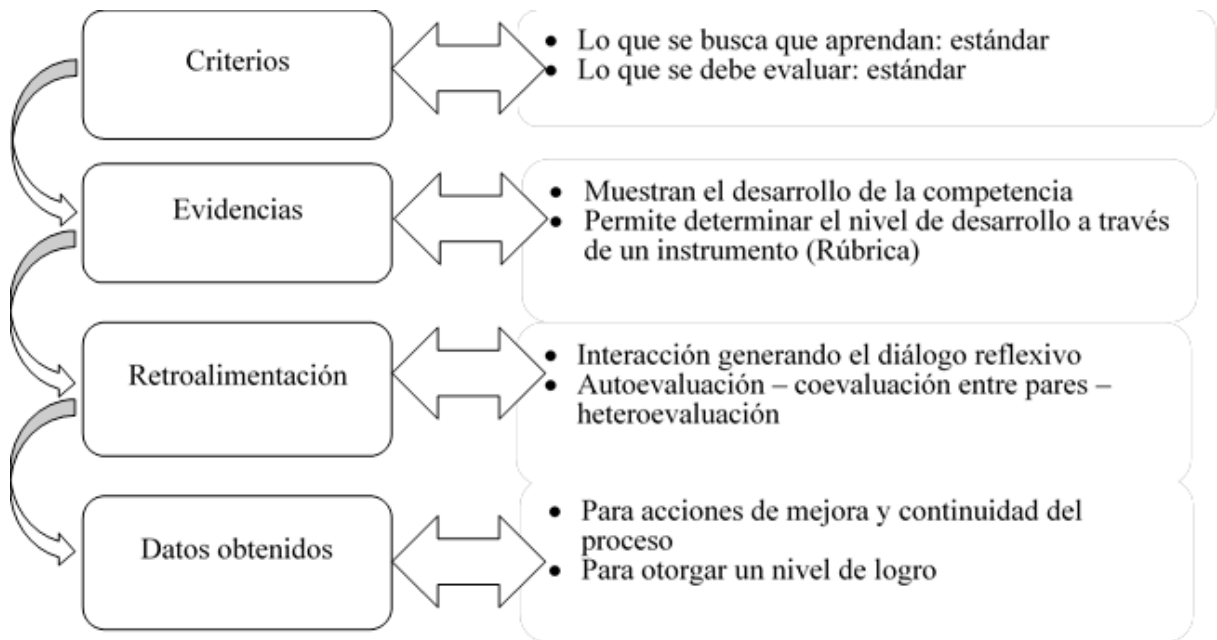 Criterios
• Lo que se busca que aprendan: estándar
• Lo que se debe evaluar: estándar
Evidencias
• Muestran el desarrollo de la competencia
• Permite determinar el nivel de desarrollo a través
de un instrumento (Rúbrica)
Retroalimentación
• Interacción generando el diálogo reflexivo
• Autoevaluación – coevaluación entre pares –
heteroevaluación
Datos obtenidos
• Para acciones de mejora y continuidad del
proceso
• Para otorgar un nivel de logro